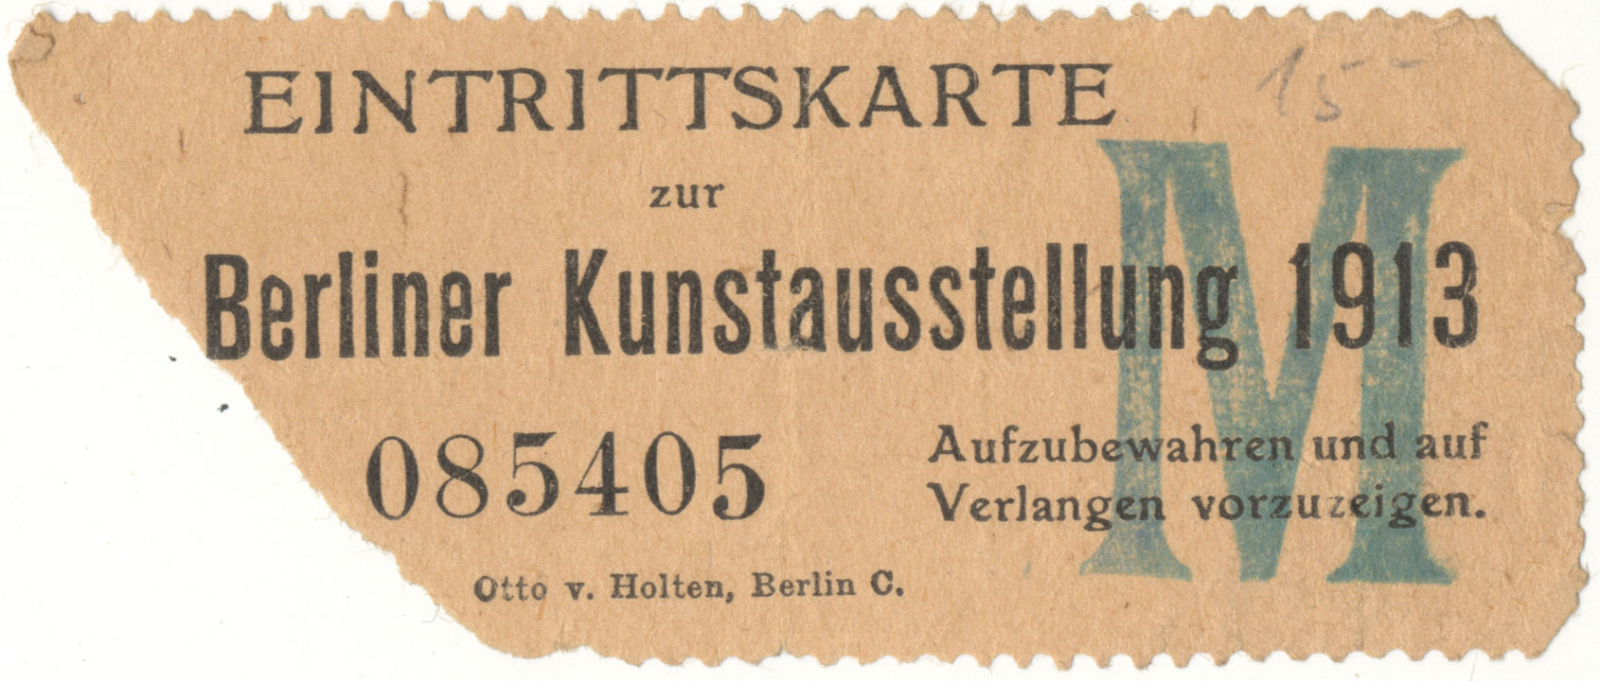 EINTRITTSKARTE
15 -
zur
Berliner Kunstausstellung 1913
M
085405
Aufzubewahren und auf
Verlangen vorzuzeigen.
Otto v. Holten, Berlin C.